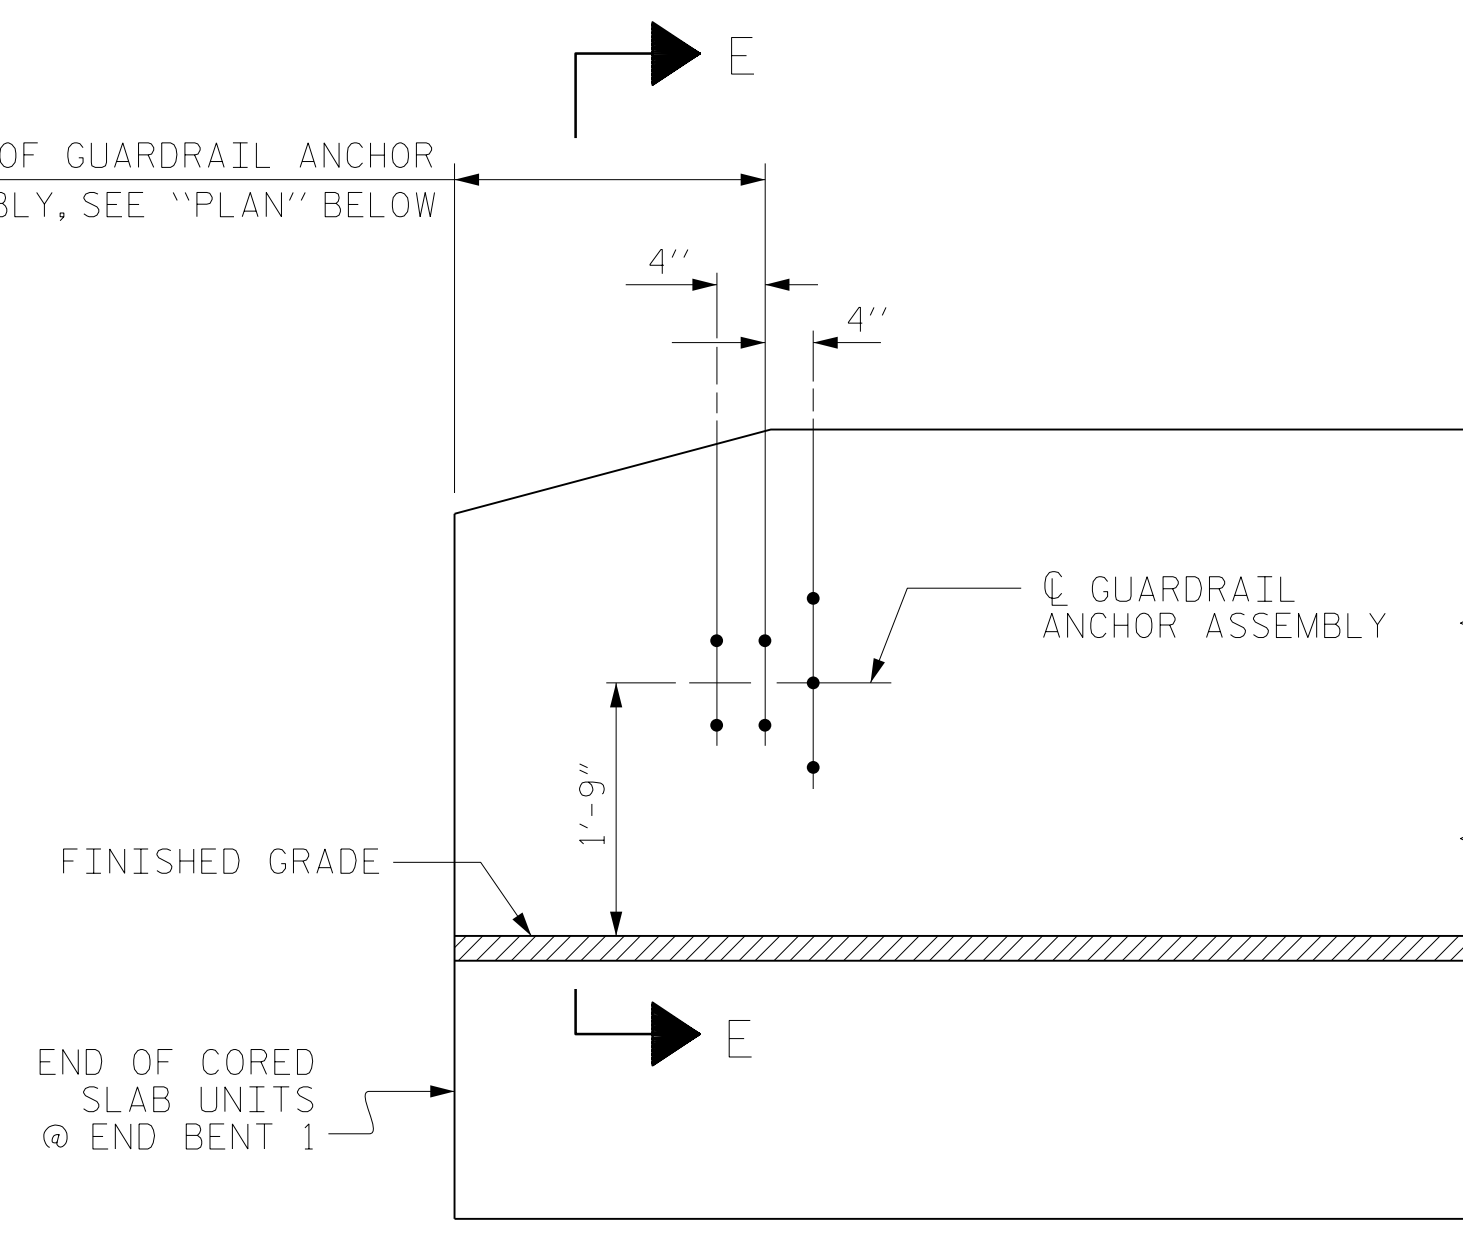 E
OF GUARDRAIL ANCHOR
BLY, SEE ‵‵PLAN′′ BELOW
4′′
4′′
℄ GUARDRAIL
ANCHOR ASSEMBLY
1′-9″
FINISHED GRADE
E
END OF CORED
SLAB UNITS
@ END BENT 1